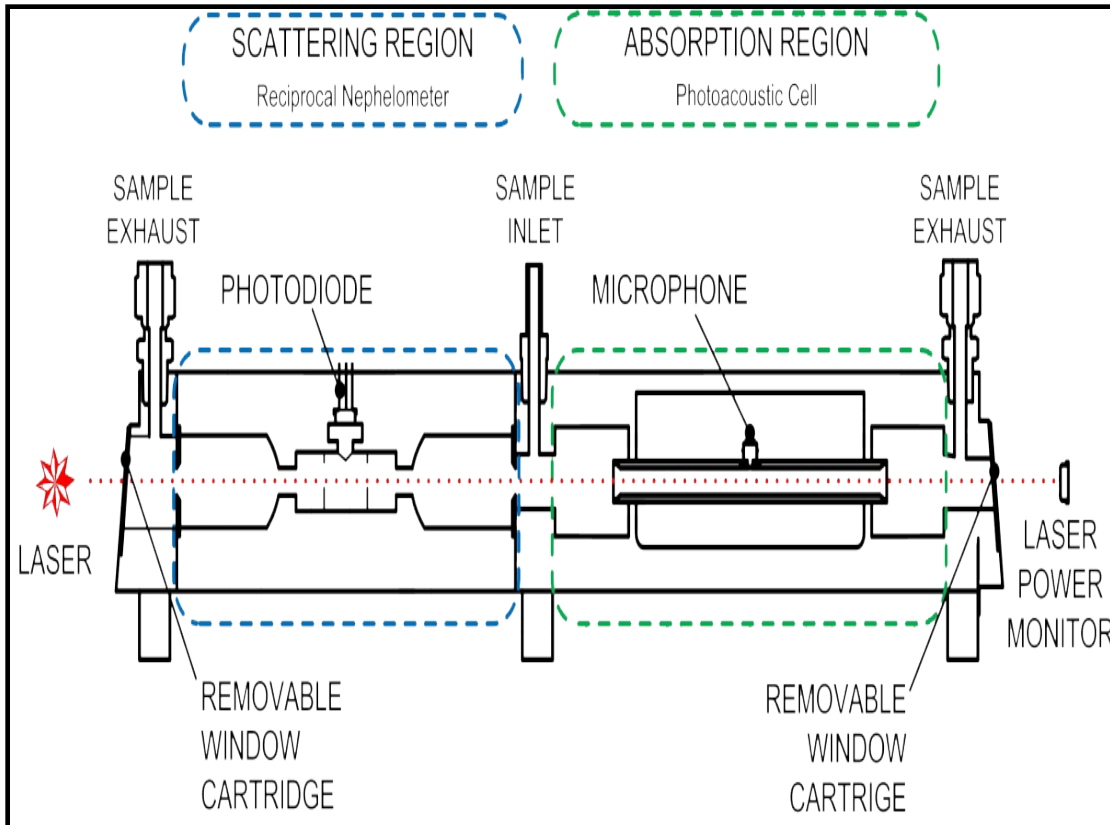 SCATTERING REGION
Reciprocal Nephelometer
ABSORPTION REGION
Photoacoustic Cell
SAMPLE
EXHAUST
SAMPLE
INLET
SAMPLE
EXHAUST
PHOTODIODE
MICROPHONE
LASER
LASER
POWER
MONITOR
REMOVABLE
WINDOW
CARTRIDGE
REMOVABLE
WINDOW
CARTRIGE